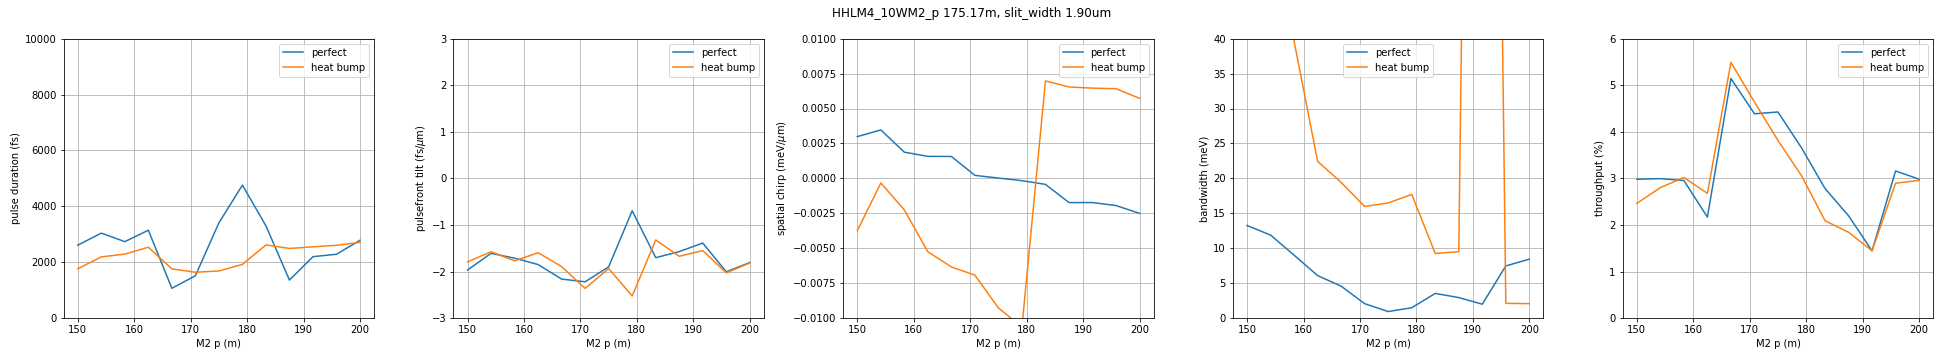 HHLM4_10WM2_p 175.17m, slit_width 1.90um
pulse duration (fs)
10000
8000
6000
4000
2000
0
perfect
heat bump
150 160 170 180 190 200
M2 p (m)
pulsefront tilt (fs/μm)
3
2
1
0
−1
−2
−3
perfect
heat bump
150 160 170 180 190 200
M2 p (m)
spatial chirp (meV/μm)
0.0100
0.0075
0.0050
0.0025
0.0000
−0.0025
−0.0050
−0.0075
−0.0100
perfect
heat bump
150 160 170 180 190 200
M2 p (m)
bandwidth (meV)
40
35
30
25
20
15
10
5
0
perfect
heat bump
150 160 170 180 190 200
M2 p (m)
throughput (%)
6
5
4
3
2
1
0
perfect
heat bump
150 160 170 180 190 200
M2 p (m)